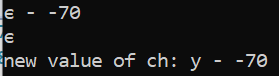 є - -70
є
new value of ch: y - -70